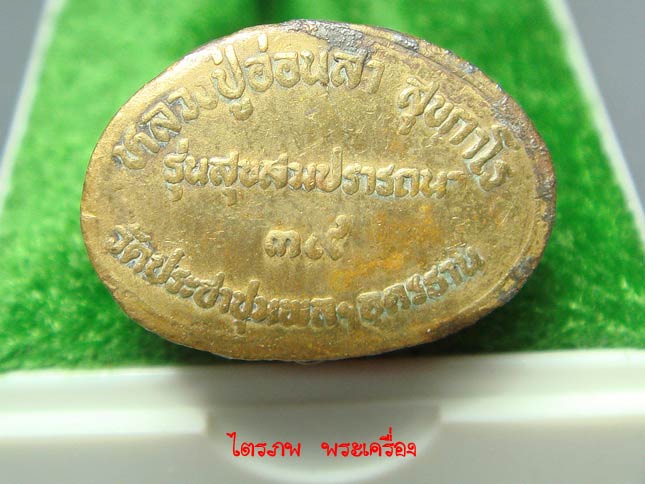 หลวงปู่อ่อนสา สุขกาโร
รุ่นสุขสมปรารถนา
๓๙
วัดประชาชุมพล จ.อุดรธานี
ไตรภพ พระเครื่อง